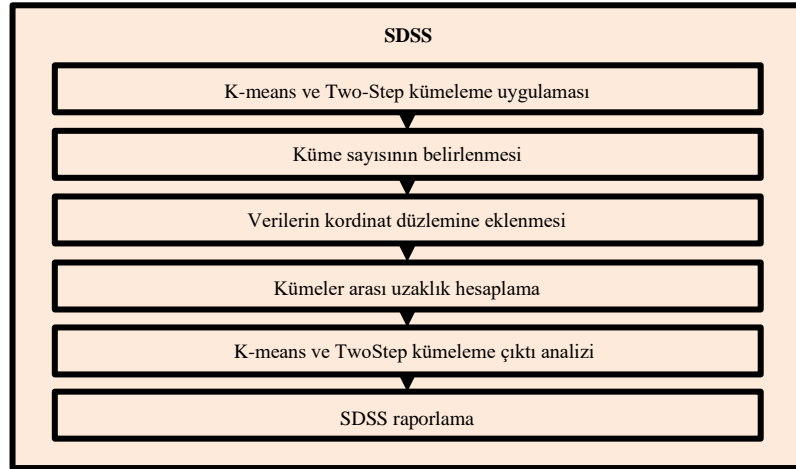 SDSS
K-means ve Two-Step kümeleme uygulaması
Küme sayısının belirlenmesi
Verilerin kordinat düzlemine eklenmesi
Kümeler arası uzaklık hesaplama
K-means ve TwoStep kümeleme çıktı analizi
SDSS raporlama